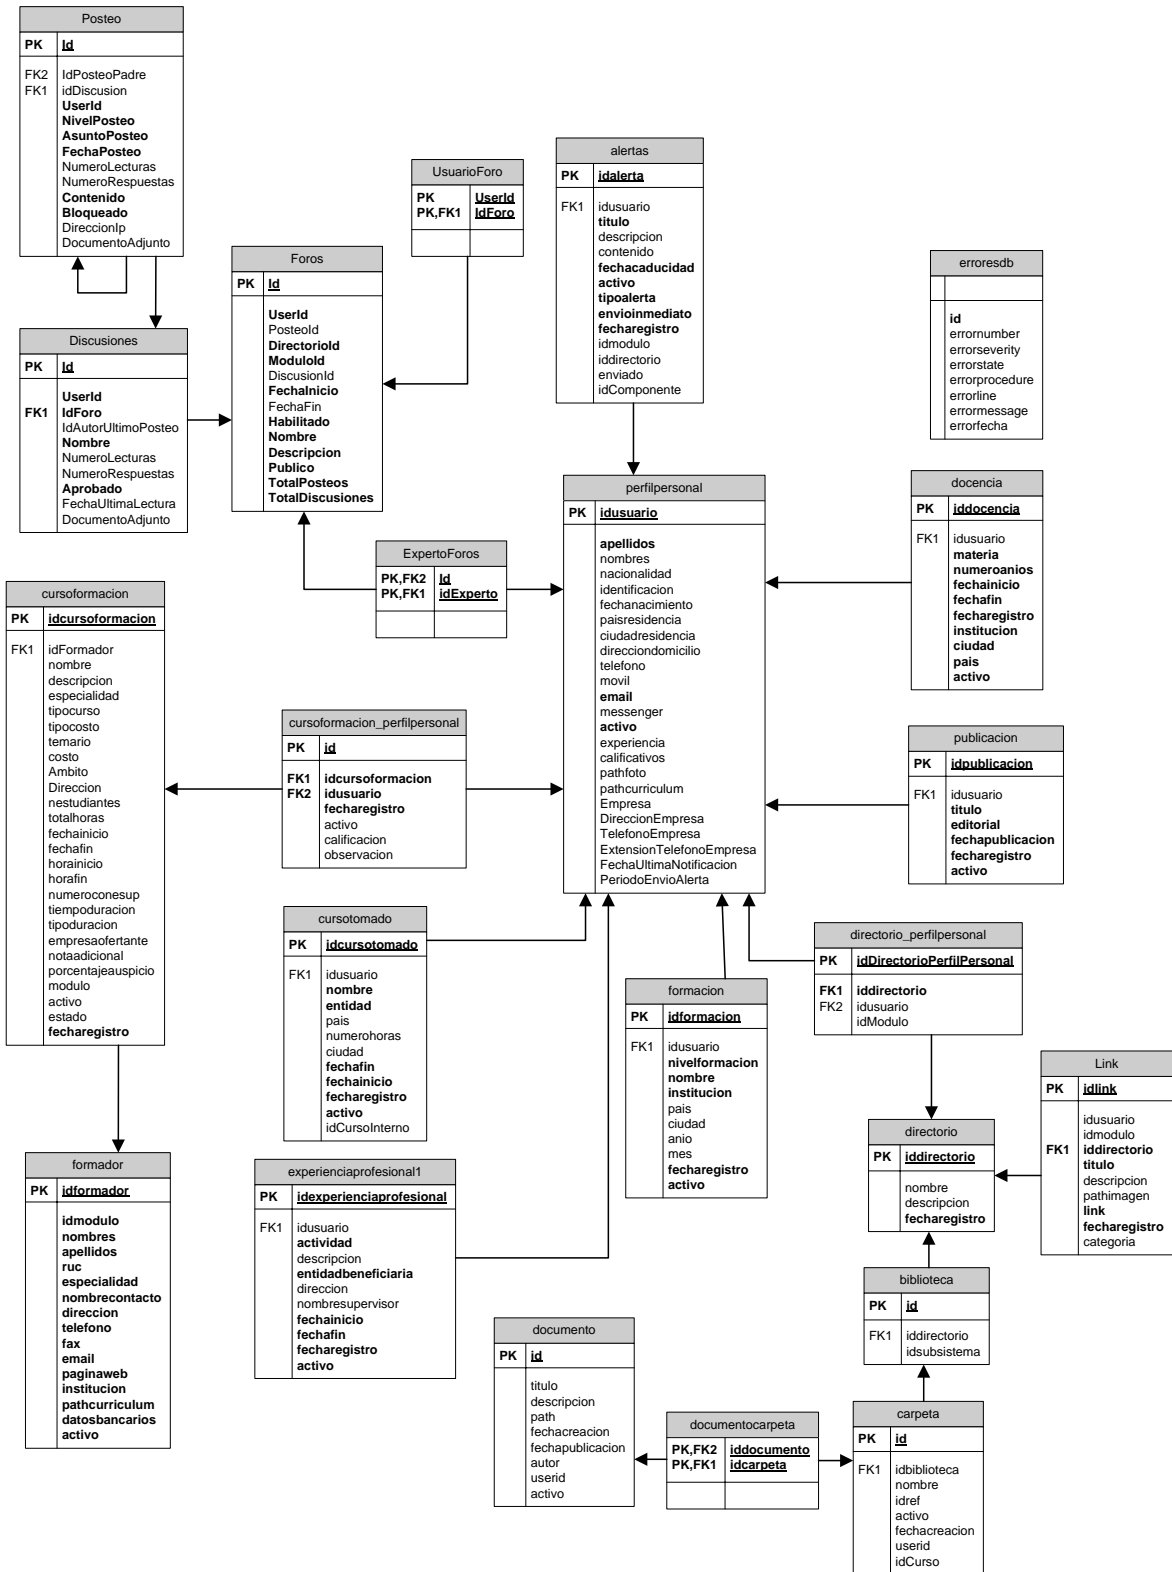 Posteo
PK Id
FK2 IdPosteoPadre
FK1 idDiscusion
UserId
NivelPosteo
AsuntoPosteo
FechaPosteo
NumeroLecturas
NumeroRespuestas
Contenido
Bloqueado
DireccionIp
DocumentoAdjunto
UsuarioForo
PK UserId
PK,FK1 IdForo
alertas
PK idalerta
FK1 idusuario
titulo
descripcion
contenido
fechacaducidad
activo
tipoalerta
envioinmediato
fecharegistro
idmodulo
iddirectorio
enviado
idComponente
Foros
PK Id
UserId
PosteoId
DirectorioId
ModuloId
DiscusionId
FechaInicio
FechaFin
Habilitado
Nombre
Descripcion
Publico
TotalPosteos
TotalDiscusiones
erroresdb
id
errornumber
errorseverity
errorstate
errorprocedure
errorline
errormessage
errorfecha
Discusiones
PK Id
UserId
FK1 IdForo
IdAutorUltimoPosteo
Nombre
NumeroLecturas
NumeroRespuestas
Aprobado
FechaUltimaLectura
DocumentoAdjunto
perfilpersonal
PK idusuario
apellidos
nombres
nacionalidad
identificacion
fechanacimiento
paisresidencia
ciudadresidencia
direcciondomicilio
telefono
movil
email
messenger
activo
experiencia
calificativos
pathfoto
pathcurriculum
Empresa
DireccionEmpresa
TelefonoEmpresa
ExtensionTelefonoEmpresa
FechaUltimaNotificacion
PeriodoEnvioAlerta
docencia
PK iddocencia
FK1 idusuario
materia
numeroanios
fechainicio
fechafin
fecharegistro
institucion
ciudad
pais
activo
ExpertoForos
PK,FK2 Id
PK,FK1 idExperto
cursoformacion
PK idcursoformacion
FK1 idFormador
nombre
descripcion
especialidad
tipocurso
tipocosto
temario
costo
Ambito
Direccion
nestudiantes
totalhoras
fechainicio
fechafin
horainicio
horafin
numeroconesup
tiempoduracion
tipoduracion
empresaofertante
notaadicional
porcentajeauspicio
modulo
activo
estado
fecharegistro
cursoformacion_perfilpersonal
PK id
FK1 idcursoformacion
FK2 idusuario
fecharegistro
activo
calificacion
observacion
publicacion
PK idpublicacion
FK1 idusuario
titulo
editorial
fechapublicacion
fecharegistro
activo
cursotomado
PK idcursotomado
FK1 idusuario
nombre
entidad
pais
numerohoras
ciudad
fechafin
fechainicio
fecharegistro
activo
idCursoInterno
directorio_perfilpersonal
PK idDirectorioPerfilPersonal
FK1 iddirectorio
FK2 idusuario
idModulo
formacion
PK idformacion
FK1 idusuario
nivelformacion
nombre
institucion
pais
ciudad
anio
mes
fecharegistro
activo
Link
PK idlink
idusuario
idmodulo
FK1 iddirectorio
titulo
descripcion
pathimagen
link
fecharegistro
categoria
directorio
PK iddirectorio
nombre
descripcion
fecharegistro
formador
PK idformador
idmodulo
nombres
apellidos
ruc
especialidad
nombrecontacto
direccion
telefono
fax
email
paginaweb
institucion
pathcurriculum
datosbancarios
activo
experienciaprofesional1
PK idexperienciaprofesional
FK1 idusuario
actividad
descripcion
entidadbeneficiaria
direccion
nombresupervisor
fechainicio
fechafin
fecharegistro
activo
biblioteca
PK id
FK1 iddirectorio
idsubsistema
documento
PK id
titulo
descripcion
path
fechacreacion
fechapublicacion
autor
userid
activo
documentocarpeta
PK,FK2 iddocumento
PK,FK1 idcarpeta
carpeta
PK id
FK1 idbiblioteca
nombre
idref
activo
fechacreacion
userid
idCurso